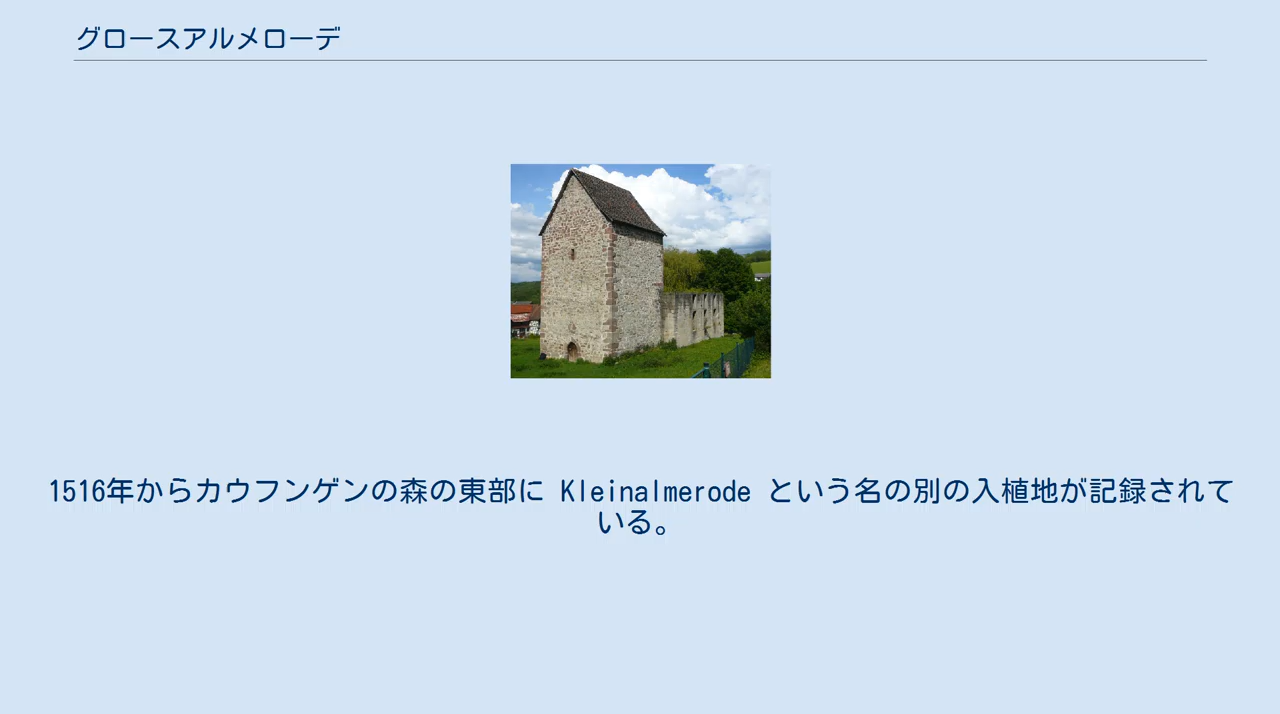 グロースアルメローデ
1516年からカウフンゲンの森の東部に Kleinalmerode という名の別の入植地が記録されて
いる。